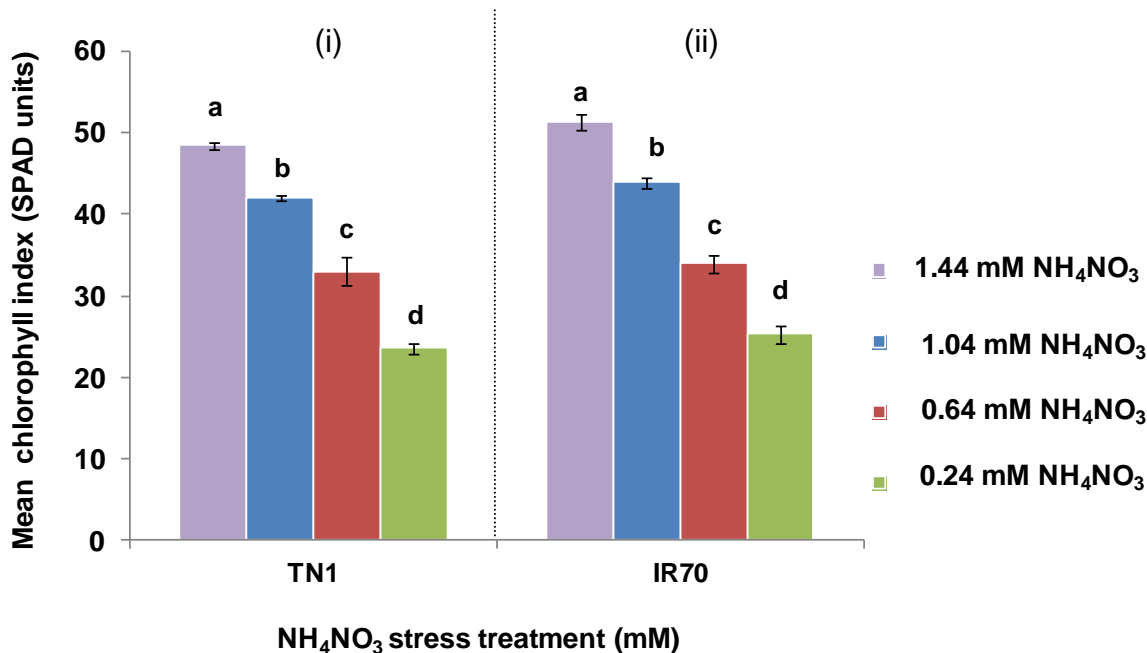 (i)
(ii)
Mean chlorophyll index (SPAD units)
60
50
40
30
20
10
0
a
b
c
d
a
b
c
d
TN1
IR70
NH₄NO₃ stress treatment (mM)
1.44 mM NH₄NO₃
1.04 mM NH₄NO₃
0.64 mM NH₄NO₃
0.24 mM NH₄NO₃